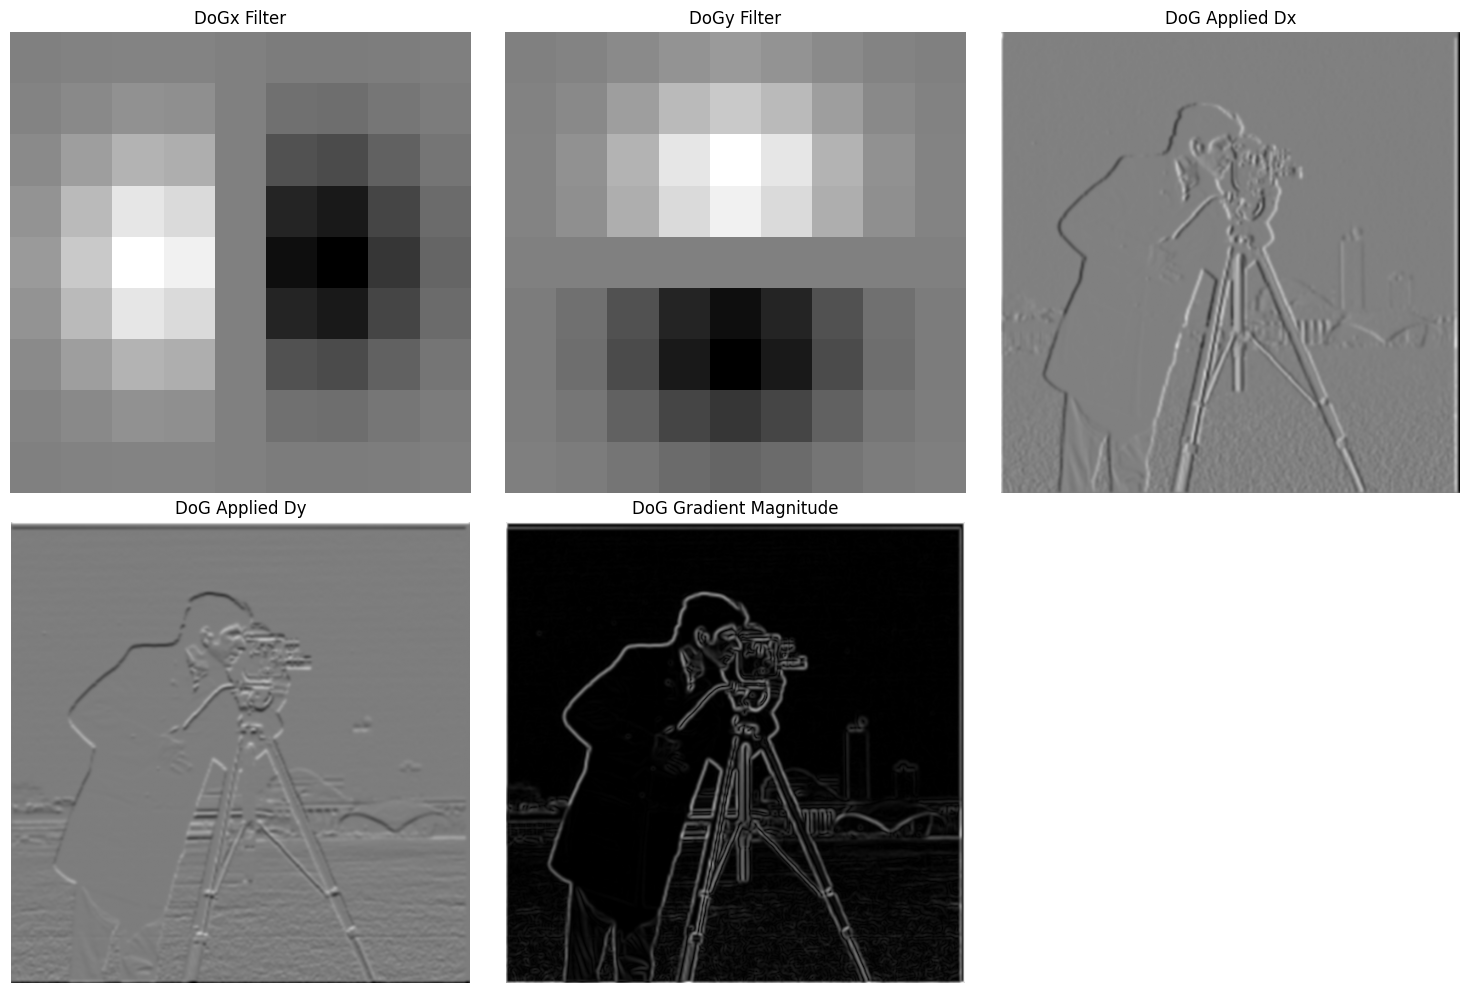 DoGx Filter
DoGy Filter
DoG Applied Dx
DoG Applied Dy
DoG Gradient Magnitude